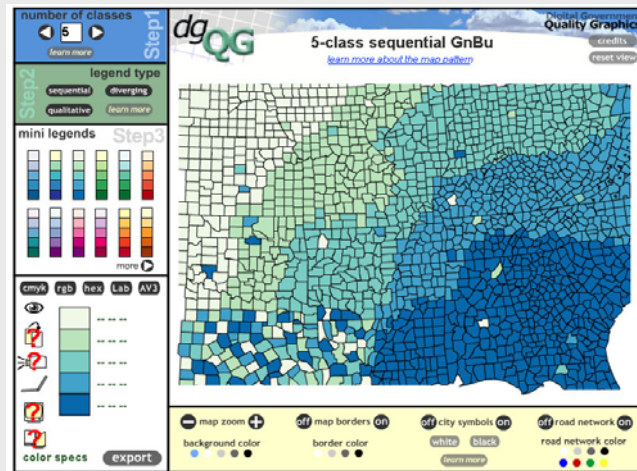 number of classes
5
learn more
Step1
Step2
legend type
sequential
diverging
qualitative
learn more
mini legends
Step3
more
cmyk
rgb
hex
Lab
AV3
?
?
?
?
-- -- --
-- -- --
-- -- --
-- -- --
-- -- --
color specs
export
dg
QG
5-class sequential GnBu
learn more about the map pattern
Digital Government
Quality Graphics
credits
reset view
map zoom
background color
off map borders on
border color
off city symbols on
white
black
learn more
off road network on
road network color